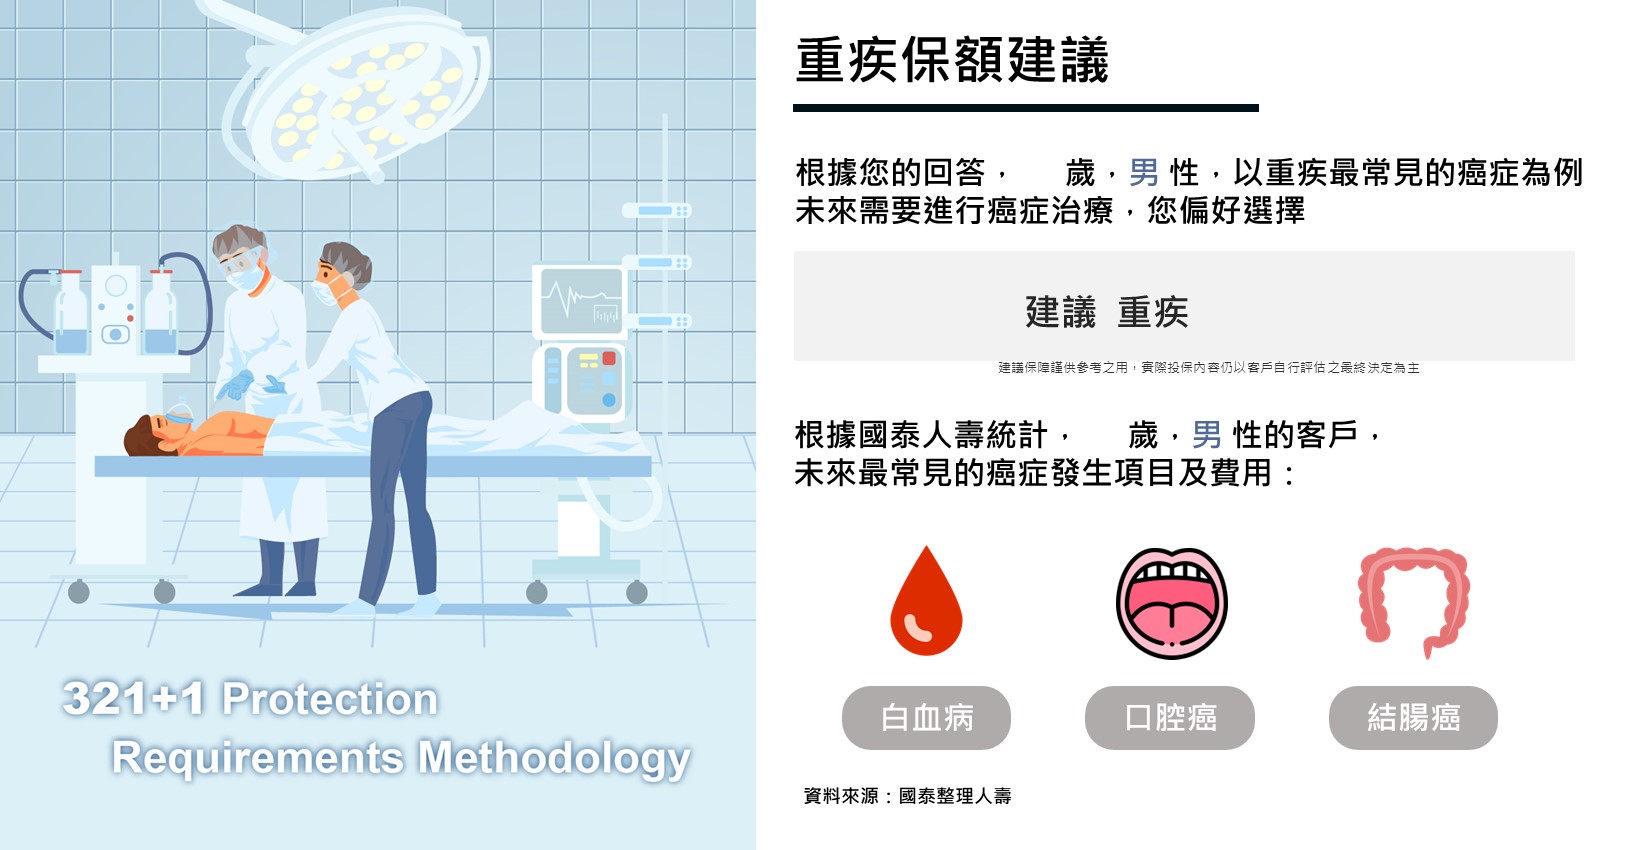 重疾保額建議
根據您的回答， 歲，男 性，以重疾最常見的癌症為例
未來需要進行癌症治療，您偏好選擇
建議 重疾
建議保障謹供參考之用，實際投保內容仍以客戶自行評估之最終決定為主
根據國泰人壽統計， 歲，男 性的客戶，
未來最常見的癌症發生項目及費用：
白血病
口腔癌
結腸癌
資料來源：國泰整理人壽
321+1 Protection
Requirements Methodology